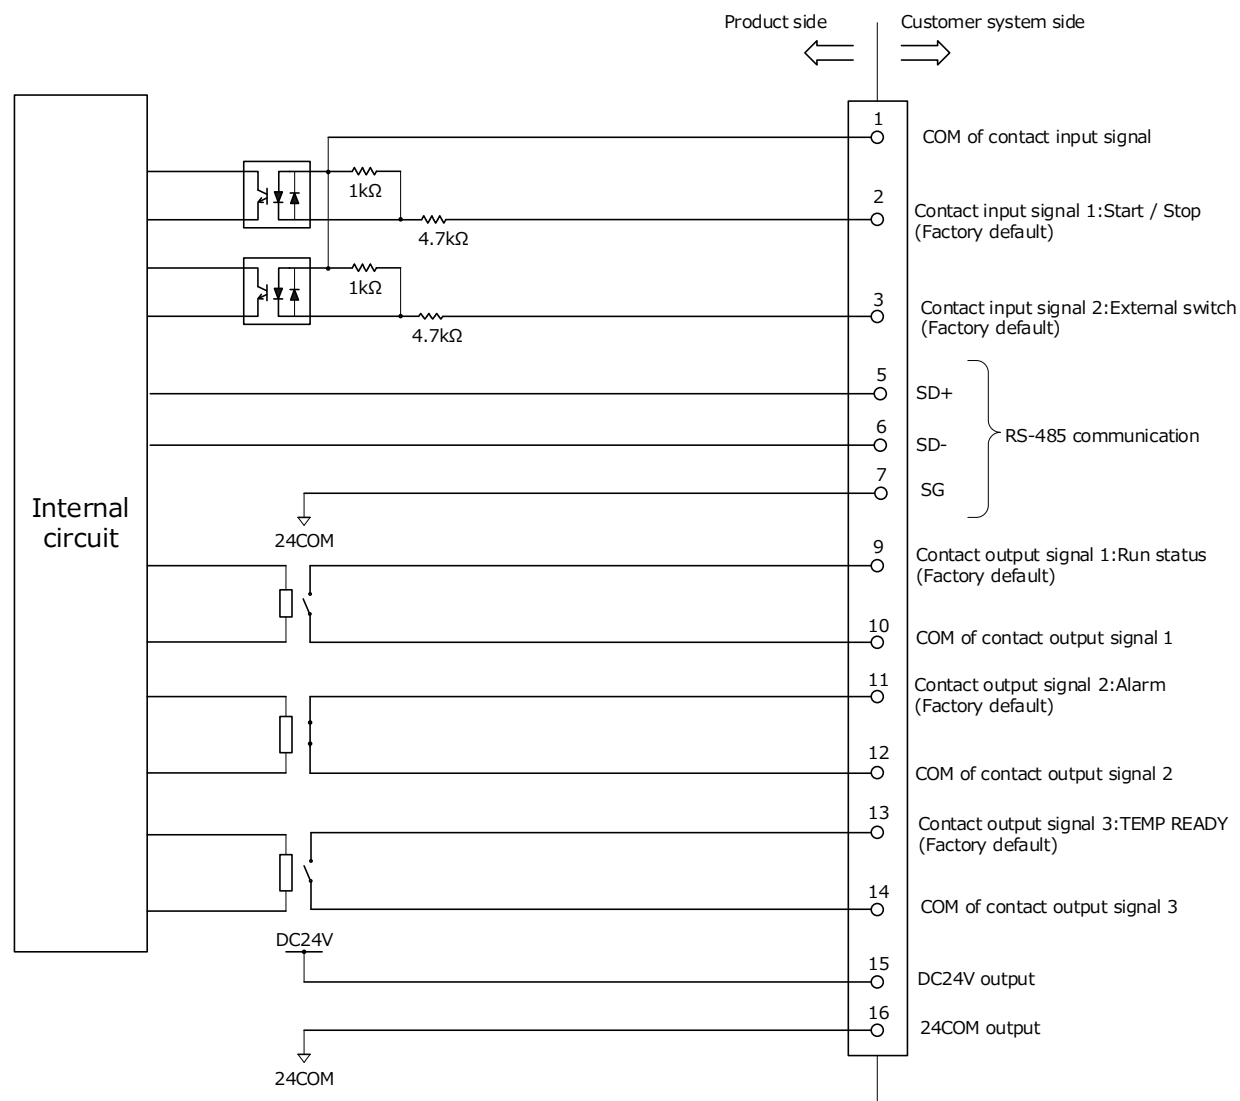 Product side
Customer system side
Internal
circuit
1
COM of contact input signal
1kΩ
2
Contact input signal 1:Start / Stop
(Factory default)
4.7kΩ
1kΩ
3
Contact input signal 2:External switch
(Factory default)
4.7kΩ
5
SD+
6
SD-
RS-485 communication
7
SG
24COM
9
Contact output signal 1:Run status
(Factory default)
10
COM of contact output signal 1
11
Contact output signal 2:Alarm
(Factory default)
12
COM of contact output signal 2
13
Contact output signal 3:TEMP READY
(Factory default)
14
COM of contact output signal 3
DC24V
15
DC24V output
16
24COM output
24COM